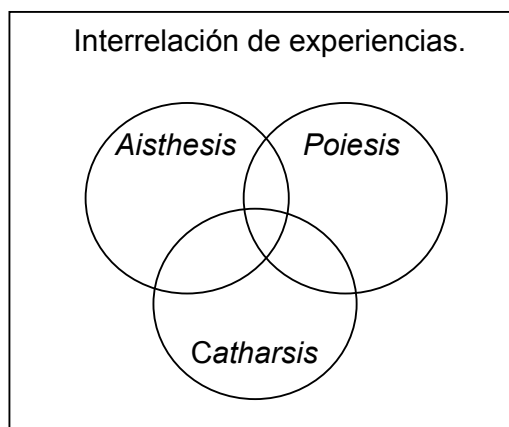 Interrelación de experiencias.
Aisthesis
Poiesis
Catharsis